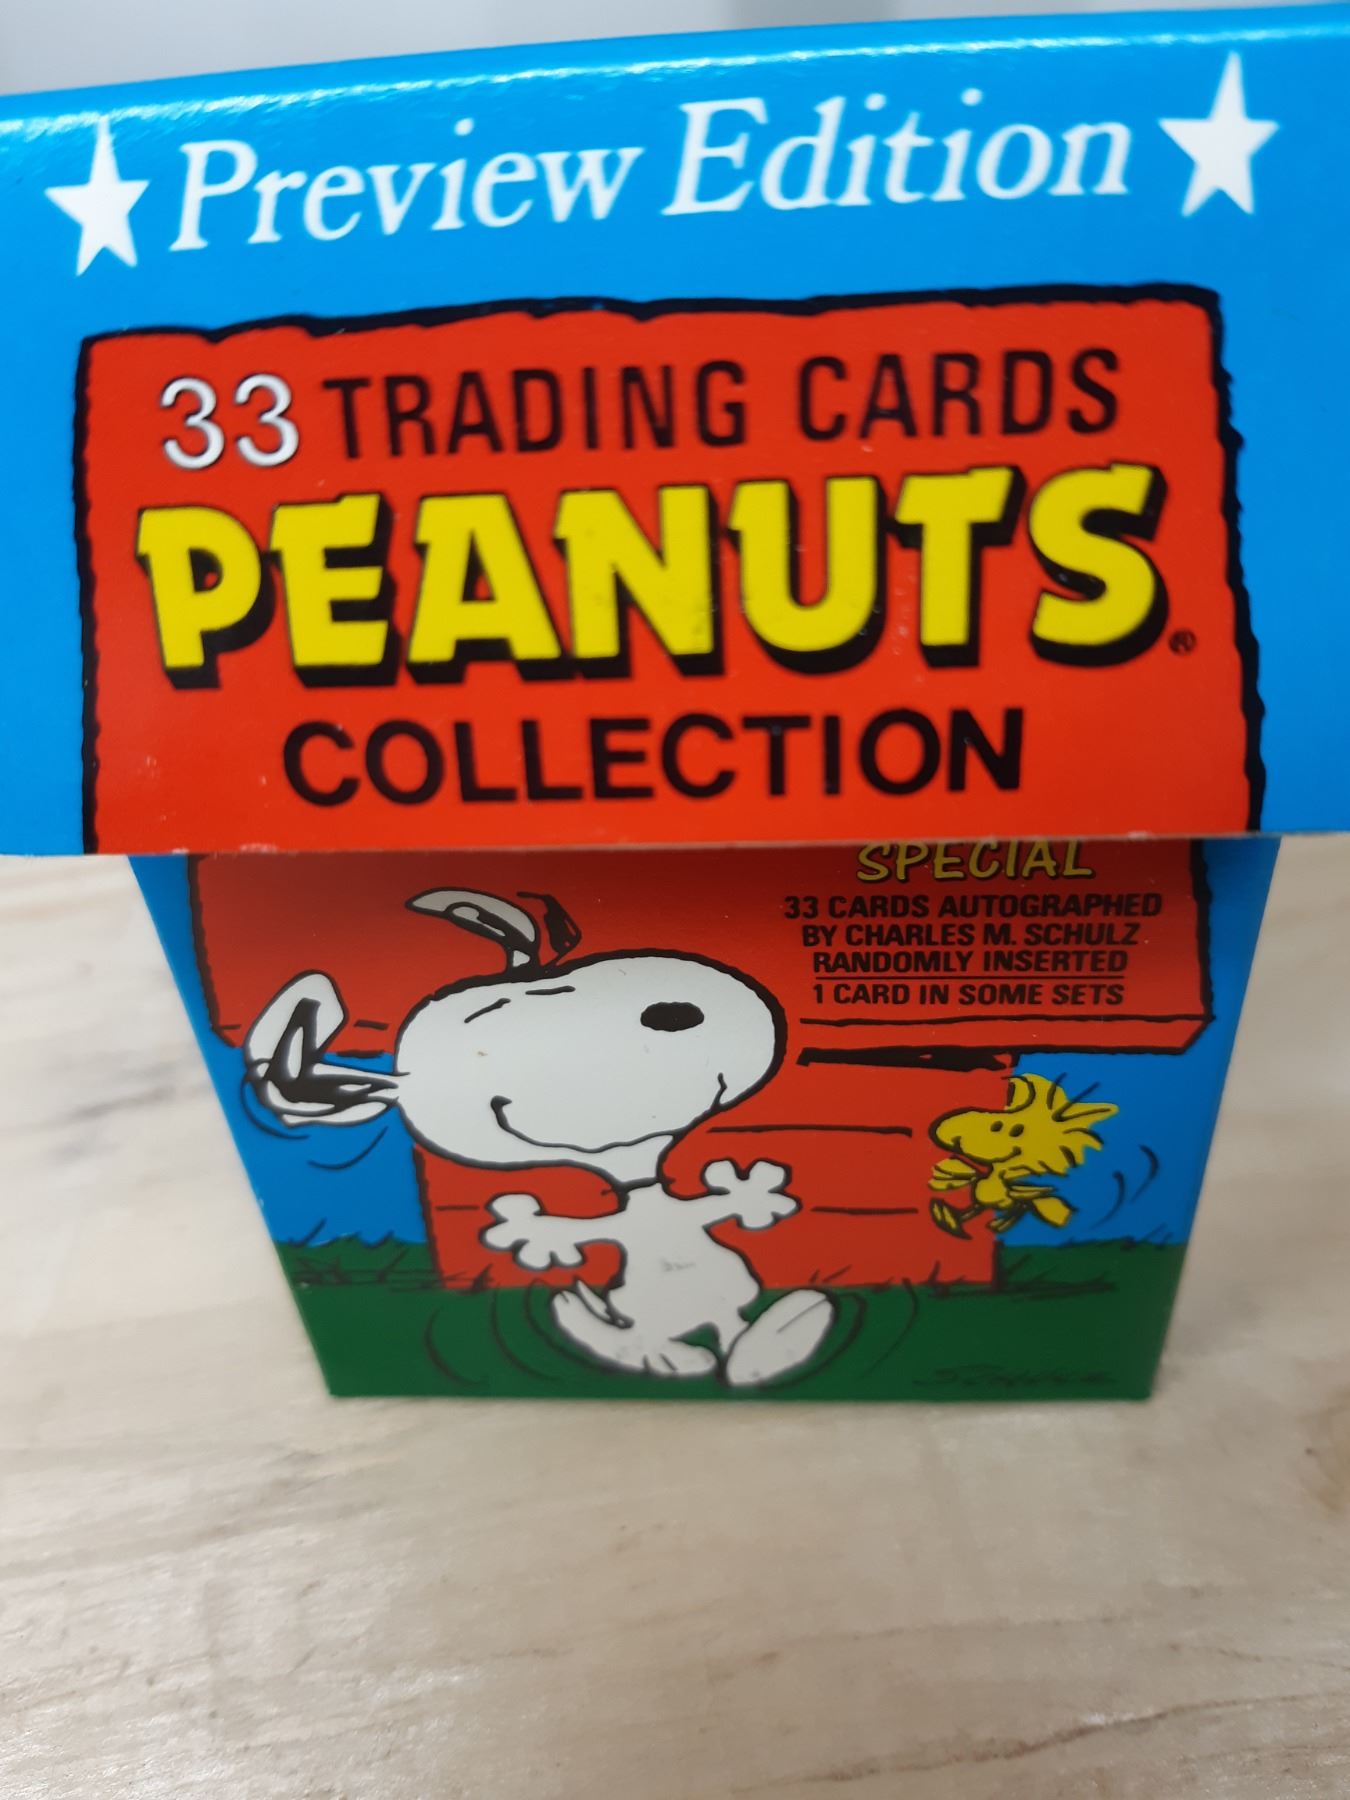 Preview Edition
33 TRADING CARDS
PEANUTS®
COLLECTION
SPECIAL
33 CARDS AUTOGRAPHED
BY CHARLES M. SCHULZ
RANDOMLY INSERTED
1 CARD IN SOME SETS
SCHULZ